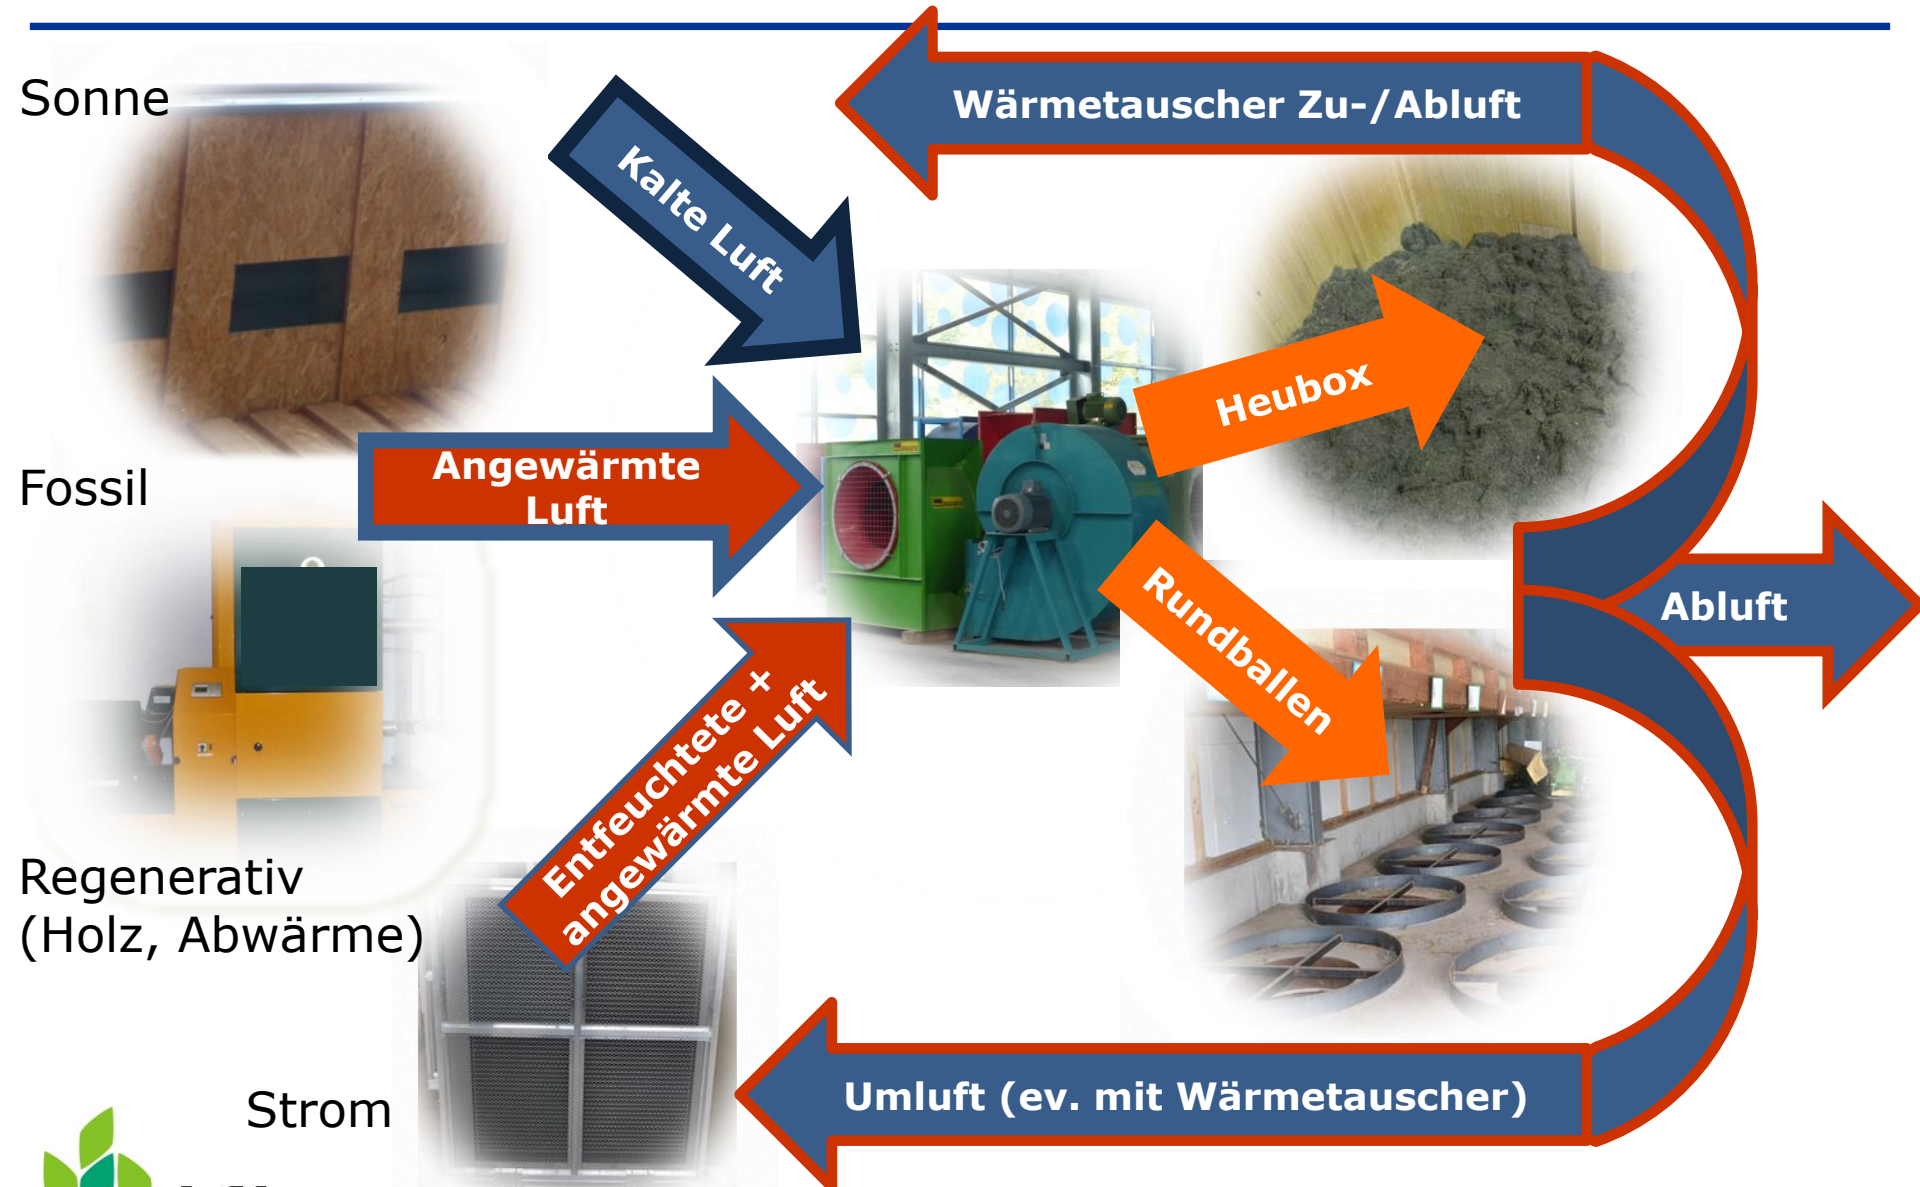 Sonne
Wärmetauscher Zu-/Abluft
Kalte Luft
Heubox
Angewärmte
Luft
Fossil
Rundballen
Abluft
Entfeuchtete +
angewärmte Luft
Regenerativ
(Holz, Abwärme)
Umluft (ev. mit Wärmetauscher)
Strom